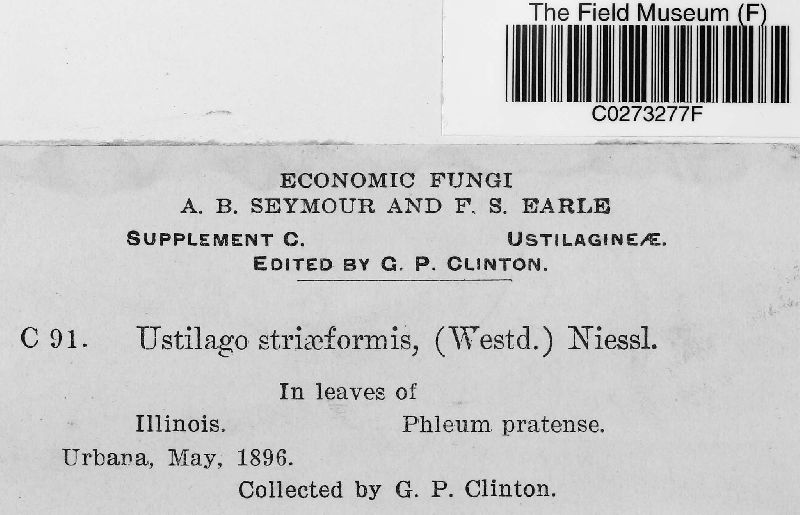 The Field Museum (F)
C0273277F
ECONOMIC FUNGI
A. B. SEYMOUR AND F. S. EARLE
SUPPLEMENT C. USTILAGINEÆ.
EDITED BY G. P. CLINTON.
C 91. Ustilago striæformis, (Westd.) Niessl.
In leaves of
Illinois. Phleum pratense.
Urbana, May, 1896.
Collected by G. P. Clinton.